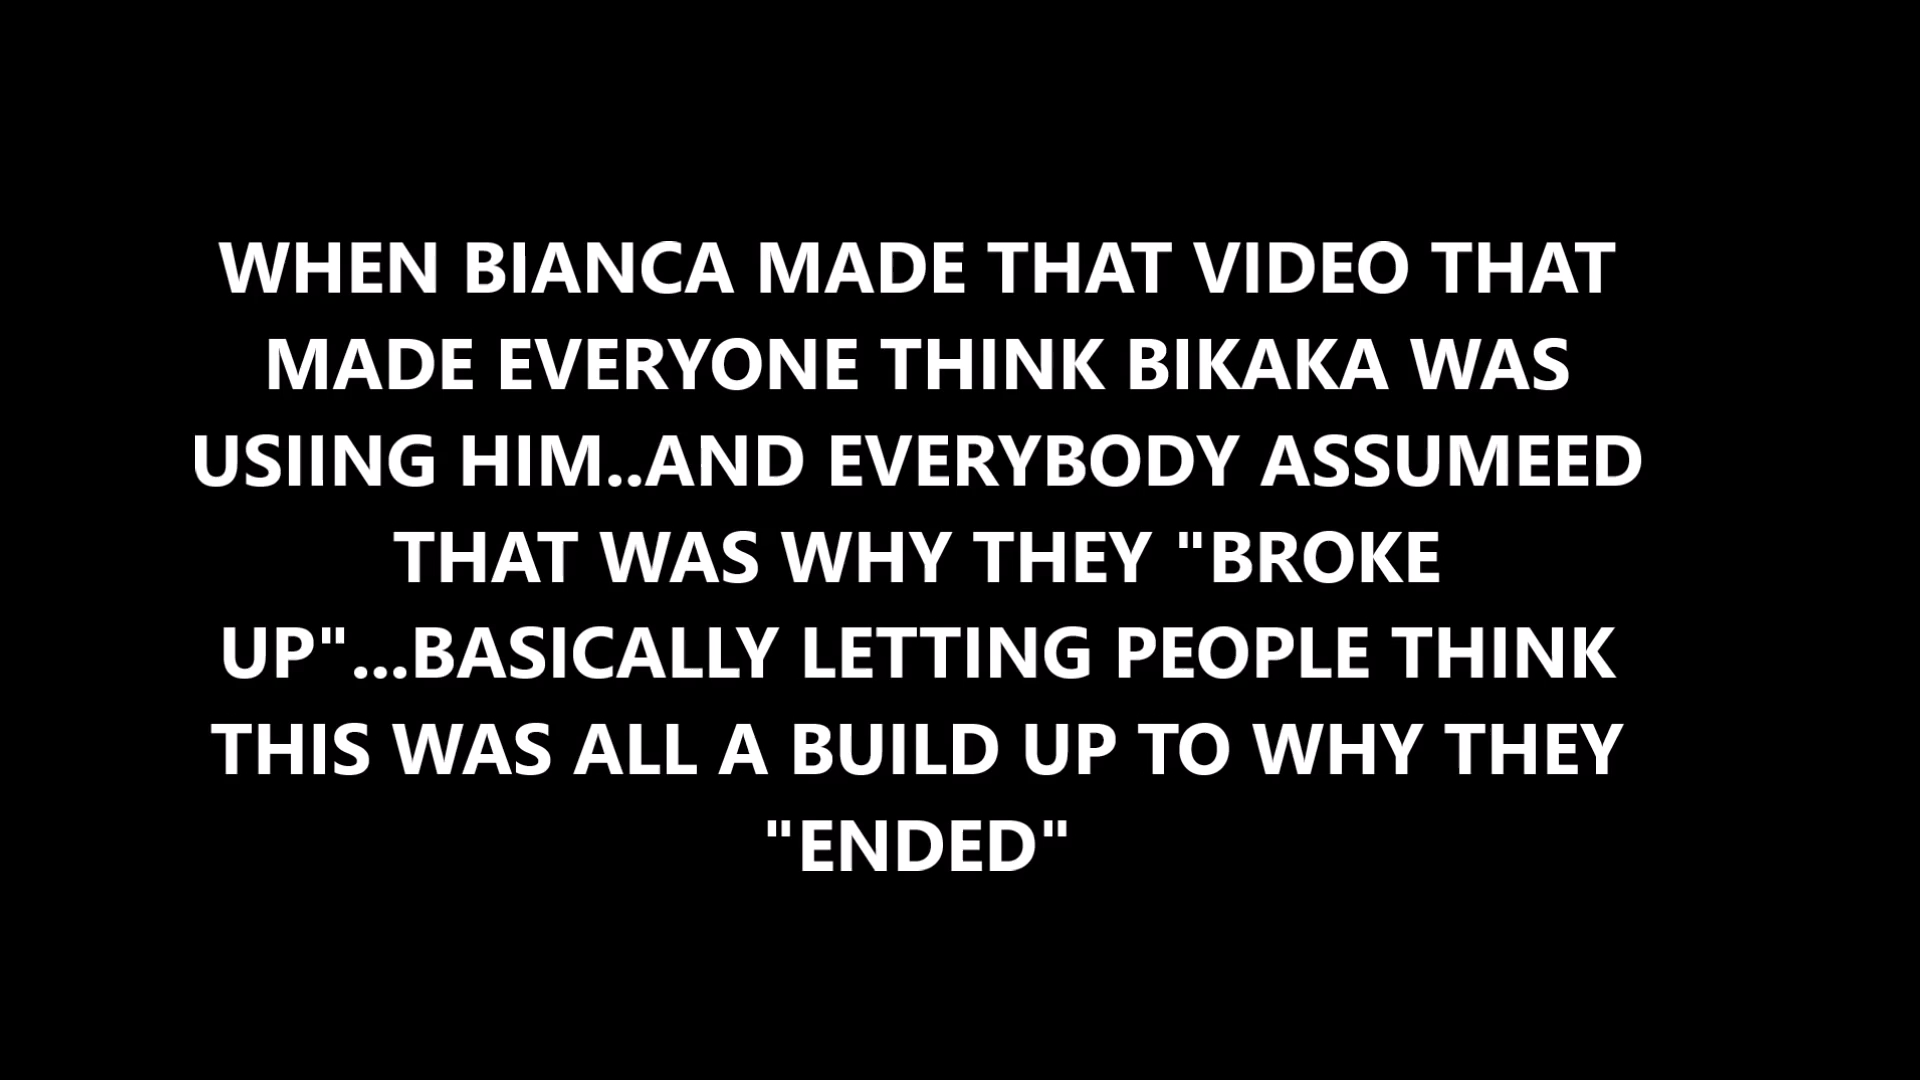 WHEN BIANCA MADE THAT VIDEO THAT
MADE EVERYONE THINK BIKAKA WAS
USIING HIM..AND EVERYBODY ASSUMEED
THAT WAS WHY THEY "BROKE
UP"...BASICALLY LETTING PEOPLE THINK
THIS WAS ALL A BUILD UP TO WHY THEY
"ENDED"